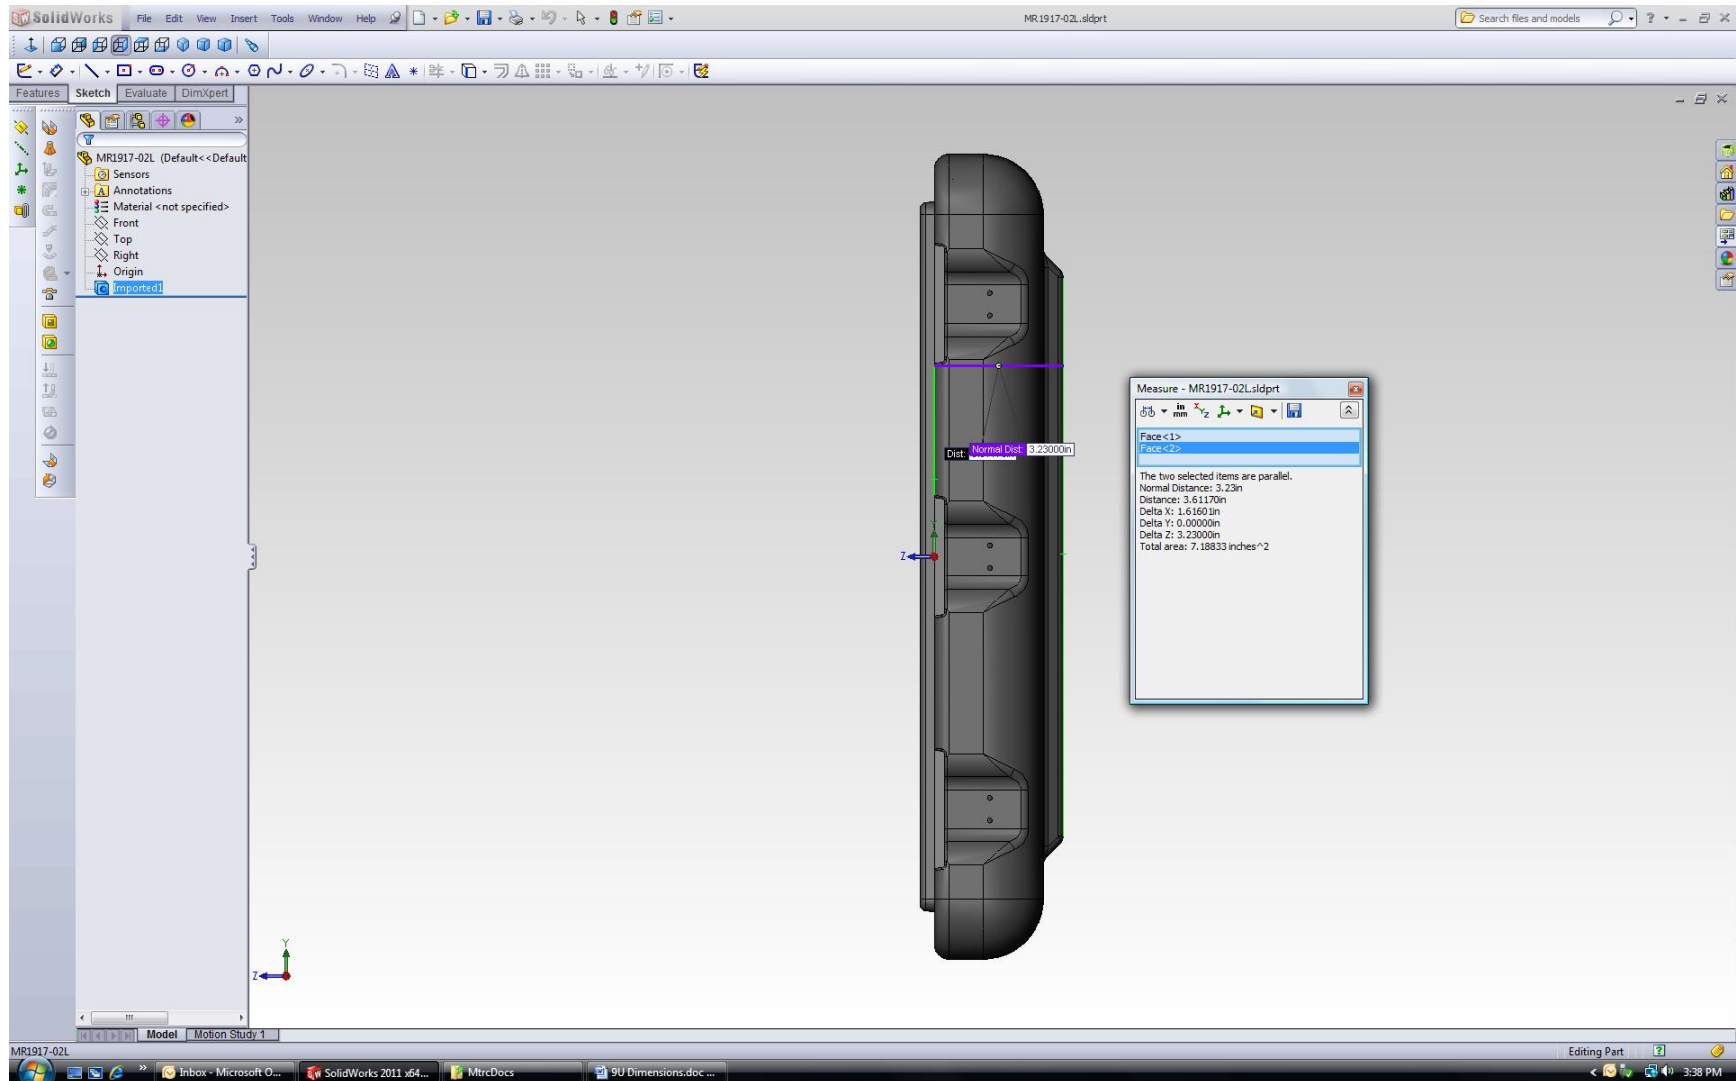 SolidWorks File Edit View Insert Tools Window Help MR1917-02L.sldprt Search files and models
Features Sketch Evaluate DimXpert
MR1917-02L (Default<<Default
Sensors
Annotations
Material <not specified>
Front
Top
Right
Origin
Imported1
Measure - MR1917-02L.sldprt
in
mm
X
Y
Z
Face<1>
Face<2>
The two selected items are parallel.
Normal Distance: 3.23in
Distance: 3.61170in
Delta X: 1.61601in
Delta Y: 0.00000in
Delta Z: 3.23000in
Total area: 7.18833 inches^2
Dist: Normal Dist: 3.23000in
Y
Z
Y
Z
Model Motion Study 1
MR1917-02L Editing Part
Inbox - Microsoft O... SolidWorks 2011 x64... MtrcDocs 9U Dimensions.doc ... 3:38 PM